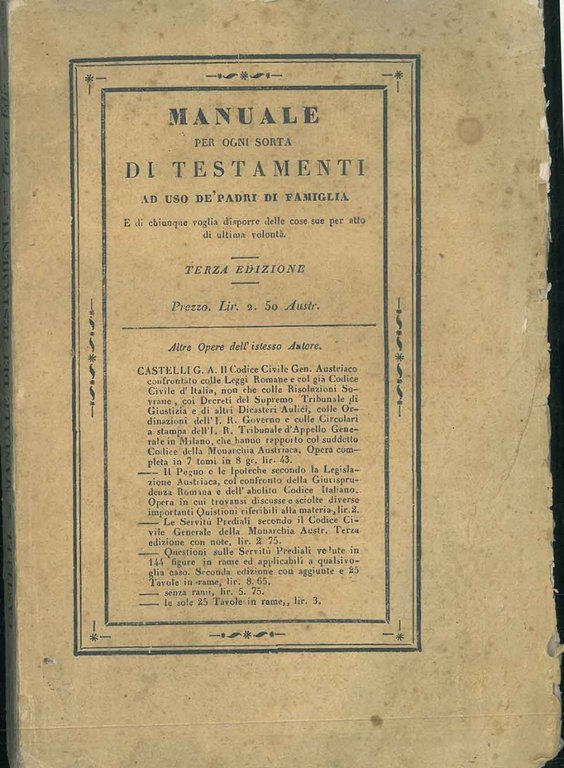 MANUALE
PER OGNI SORTA
DI TESTAMENTI
AD USO DE' PADRI DI FAMIGLIA
E di chiunque voglia disporre delle cose sue per atto
di ultima volontà.
TERZA EDIZIONE
Prezzo. Lir. 2. 50 Austr.
Altre Opere dell' istesso Autore.
CASTELLI G. A. Il Codice Civile Gen. Austriaco
confrontato colle Leggi Romane e col già Codice
Civile d'Italia, non che colle Risoluzioni So-
vrane, coi Decreti del Supremo Tribunale di
Giustizia e di altri Dicasteri Aulici, colle Or-
dinazioni dell' I. R. Governo e colle Circolari
a stampa dell' I. R. Tribunale d'Appello Gene-
rale in Milano, che hanno rapporto col suddetto
Codice della Monarchia Austriaca. Opera com-
pleta in 7 tomi in 8 gr. lir. 43.
—— Il Pegno e le Ipoteche secondo la Legisla-
zione Austriaca, col confronto della Giurispru-
denza Romana e dell' abolito Codice Italiano.
Opera in cui trovansi discusse e sciolte diverse
importanti Quistioni riferibili alla materia, lir. 2.
—— Le Servitù Prediali secondo il Codice Ci-
vile Generale della Monarchia Austr. Terza
edizione con note, lir. 2. 75.
—— Questioni sulle Servitù Prediali vedute in
144 figure in rame ed applicabili a qualsivo-
glia caso. Seconda edizione con aggiunte e 25
Tavole in rame, lir. 8. 65.
—— senza rami, lir. 5. 75.
—— le sole 25 Tavole in rame,, lir. 3.